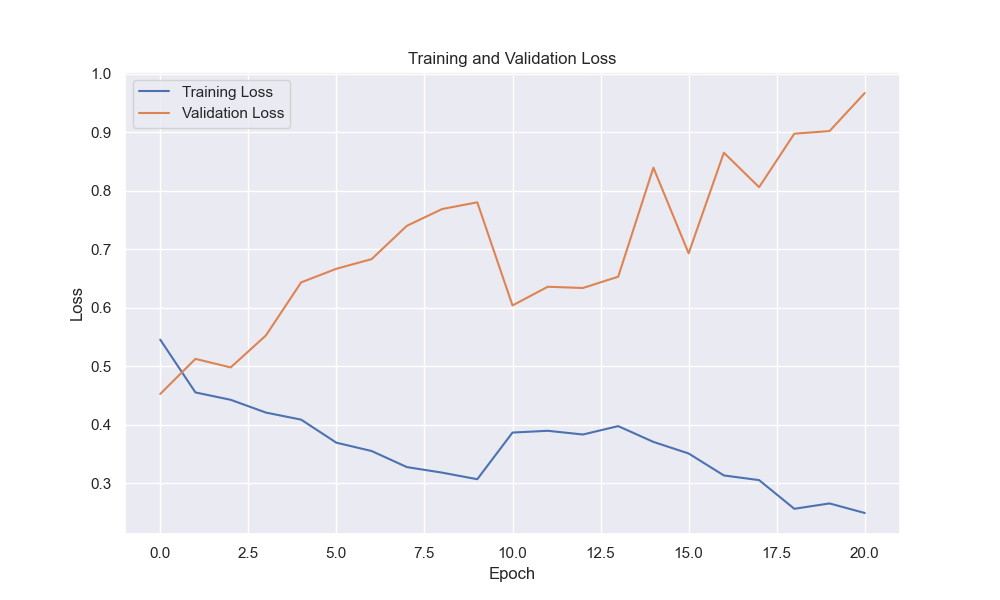 Training and Validation Loss
Training Loss
Validation Loss
1.0
0.9
0.8
0.7
0.6
0.5
0.4
0.3
Loss
0.0 2.5 5.0 7.5 10.0 12.5 15.0 17.5 20.0
Epoch